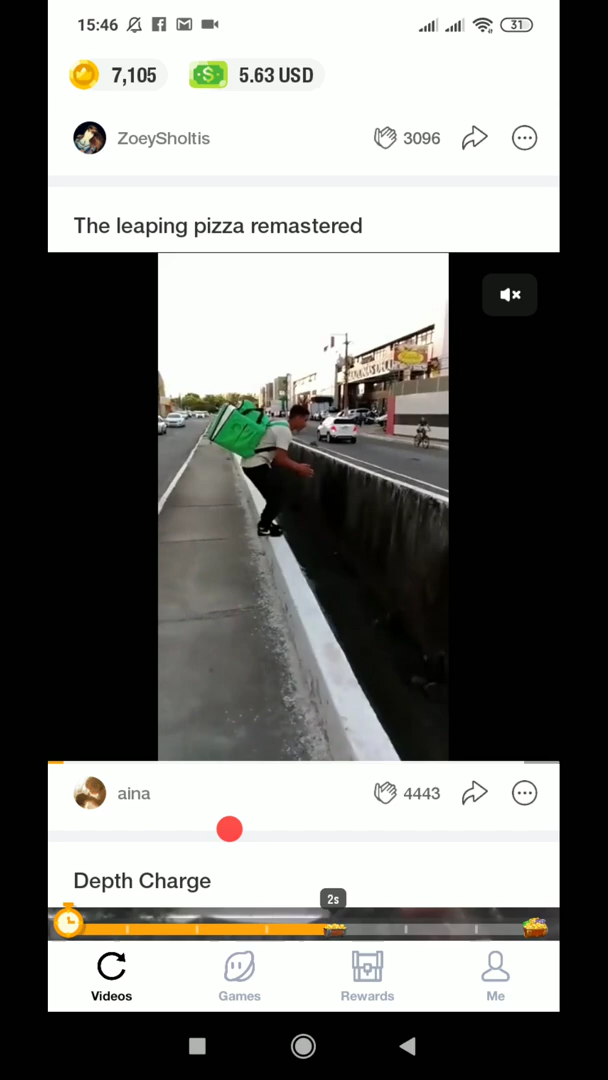 15:46
31
7,105
5.63 USD
ZoeySholtis
3096
The leaping pizza remastered
aina
4443
Depth Charge
2s
Videos
Games
Rewards
Me